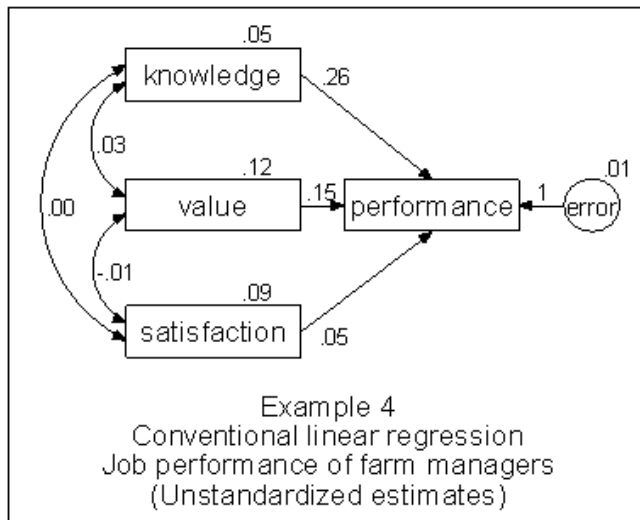 .05
knowledge
.26
.03
.12
.01
.00
value
.15
performance
1
error
-.01
.09
satisfaction
.05
Example 4
Conventional linear regression
Job performance of farm managers
(Unstandardized estimates)